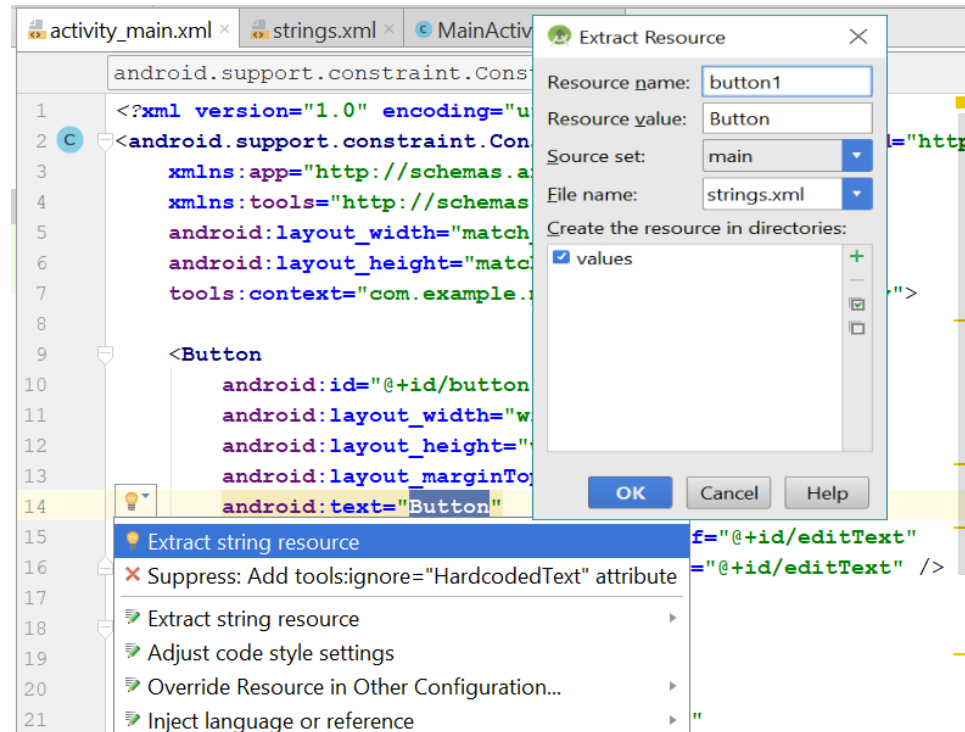 activity_main.xml
strings.xml
MainActiv
android.support.constraint.Cons
1 <?xml version="1.0" encoding="u
2 <android.support.constraint.Con l="http
3 xmlns:app="http://schemas.a
4 xmlns:tools="http://schemas
5 android:layout_width="match_
6 android:layout_height="matc
7 tools:context="com.example. ">
8
9 <Button
10 android:id="@+id/button
11 android:layout_width="w
12 android:layout_height="
13 android:layout_marginTo
14 android:text="Button"
15 f="@+id/editText"
16 ="@+id/editText" />
17
18
19
20
21 "
Extract string resource
Suppress: Add tools:ignore="HardcodedText" attribute
Extract string resource
Adjust code style settings
Override Resource in Other Configuration...
Inject language or reference
Extract Resource
Resource name: button1
Resource value: Button
Source set: main
File name: strings.xml
Create the resource in directories:
values
OK Cancel Help